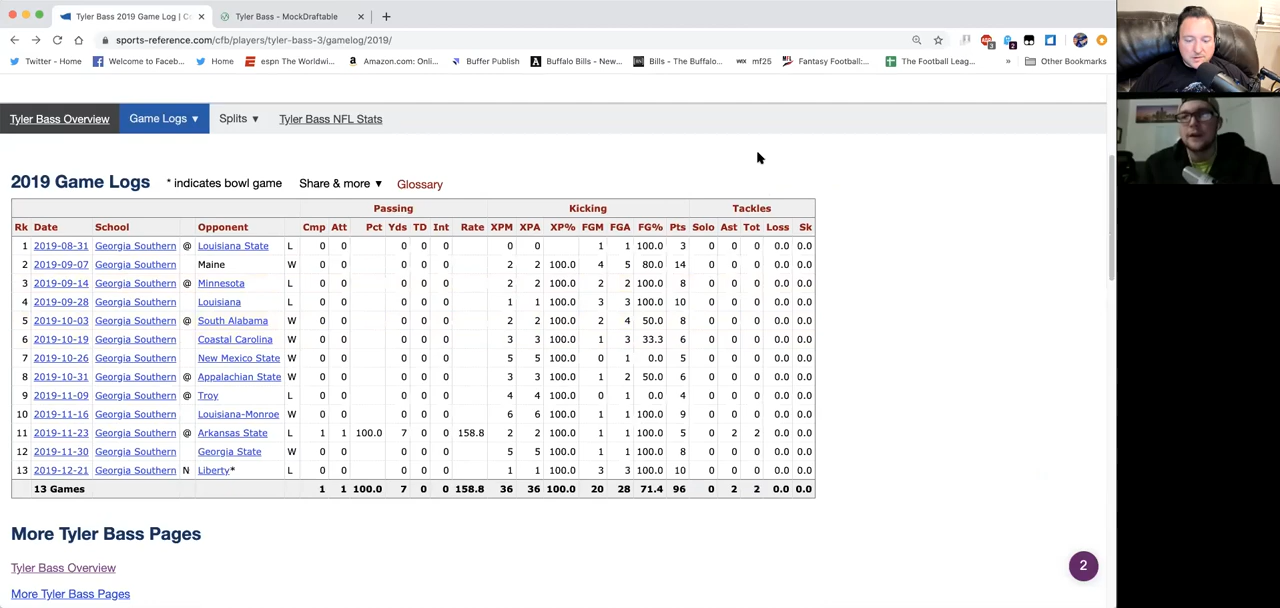 Tyler Bass 2019 Game Log | Co
Tyler Bass - MockDraftable
sports-reference.com/cfb/players/tyler-bass-3/gamelog/2019/
Twitter - Home Welcome to Faceb... Home espn The Worldwi... Amazon.com: Onli... Buffer Publish Buffalo Bills - New... Bills - The Buffalo... mf25 Fantasy Football:... The Football Leag... » Other Bookmarks
Tyler Bass Overview Game Logs ▼ Splits ▼ Tyler Bass NFL Stats
2019 Game Logs * indicates bowl game Share & more ▼ Glossary
Passing Kicking Tackles
Rk Date School Opponent Cmp Att Pct Yds TD Int Rate XPM XPA XP% FGM FGA FG% Pts Solo Ast Tot Loss Sk
1 2019-08-31 Georgia Southern @ Louisiana State L 0 0 0 0 0 0 0 1 1 100.0 3 0 0 0 0.0 0.0
2 2019-09-07 Georgia Southern Maine W 0 0 0 0 0 2 2 100.0 4 5 80.0 14 0 0 0 0.0 0.0
3 2019-09-14 Georgia Southern @ Minnesota L 0 0 0 0 0 2 2 100.0 2 2 100.0 8 0 0 0 0.0 0.0
4 2019-09-28 Georgia Southern Louisiana L 0 0 0 0 0 1 1 100.0 3 3 100.0 10 0 0 0 0.0 0.0
5 2019-10-03 Georgia Southern @ South Alabama W 0 0 0 0 0 2 2 100.0 2 4 50.0 8 0 0 0 0.0 0.0
6 2019-10-19 Georgia Southern Coastal Carolina W 0 0 0 0 0 3 3 100.0 1 3 33.3 6 0 0 0 0.0 0.0
7 2019-10-26 Georgia Southern New Mexico State W 0 0 0 0 0 5 5 100.0 0 1 0.0 5 0 0 0 0.0 0.0
8 2019-10-31 Georgia Southern @ Appalachian State W 0 0 0 0 0 3 3 100.0 1 2 50.0 6 0 0 0 0.0 0.0
9 2019-11-09 Georgia Southern @ Troy L 0 0 0 0 0 4 4 100.0 0 1 0.0 4 0 0 0 0.0 0.0
10 2019-11-16 Georgia Southern Louisiana-Monroe W 0 0 0 0 0 6 6 100.0 1 1 100.0 9 0 0 0 0.0 0.0
11 2019-11-23 Georgia Southern @ Arkansas State L 1 1 100.0 7 0 0 158.8 2 2 100.0 1 1 100.0 5 0 2 2 0.0 0.0
12 2019-11-30 Georgia Southern Georgia State W 0 0 0 0 0 5 5 100.0 1 1 100.0 8 0 0 0 0.0 0.0
13 2019-12-21 Georgia Southern N Liberty* L 0 0 0 0 0 1 1 100.0 3 3 100.0 10 0 0 0 0.0 0.0
13 Games 1 1 100.0 7 0 0 158.8 36 36 100.0 20 28 71.4 96 0 2 2 0.0 0.0
More Tyler Bass Pages
Tyler Bass Overview
2
More Tyler Bass Pages